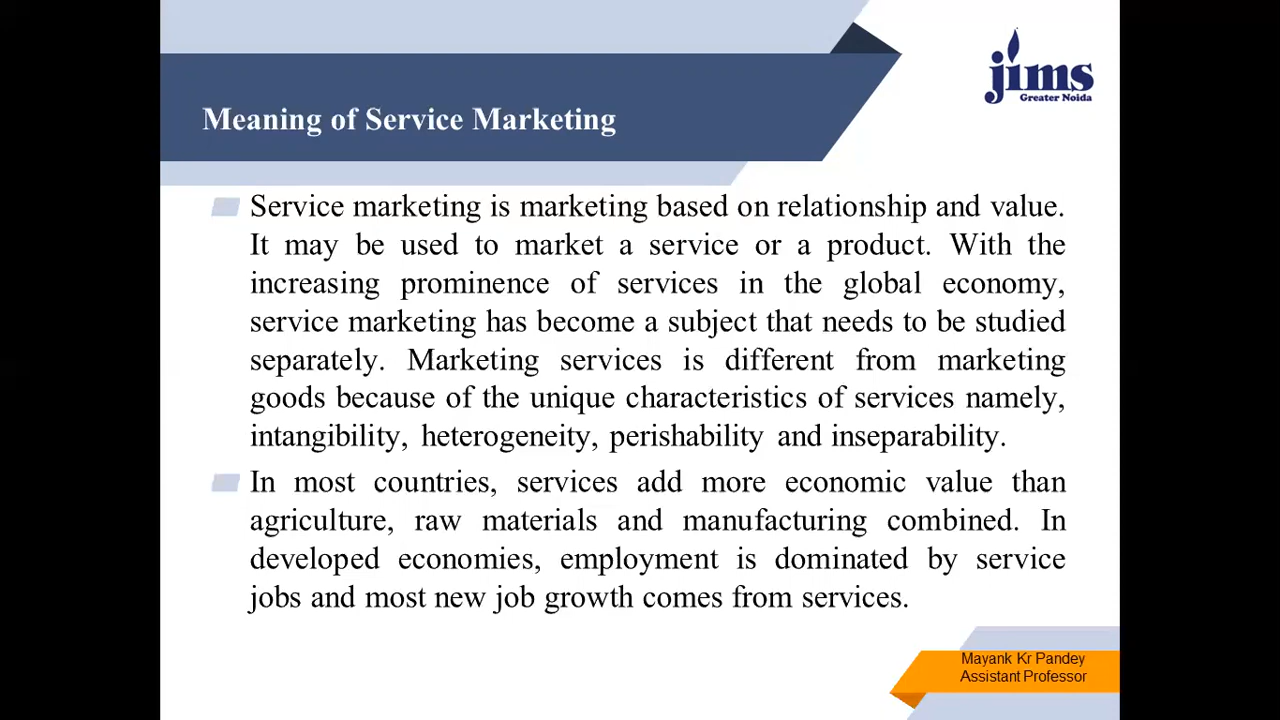 jims
Greater Noida
Meaning of Service Marketing
Service marketing is marketing based on relationship and value.
It may be used to market a service or a product. With the
increasing prominence of services in the global economy,
service marketing has become a subject that needs to be studied
separately. Marketing services is different from marketing
goods because of the unique characteristics of services namely,
intangibility, heterogeneity, perishability and inseparability.
In most countries, services add more economic value than
agriculture, raw materials and manufacturing combined. In
developed economies, employment is dominated by service
jobs and most new job growth comes from services.
Mayank Kr Pandey
Assistant Professor